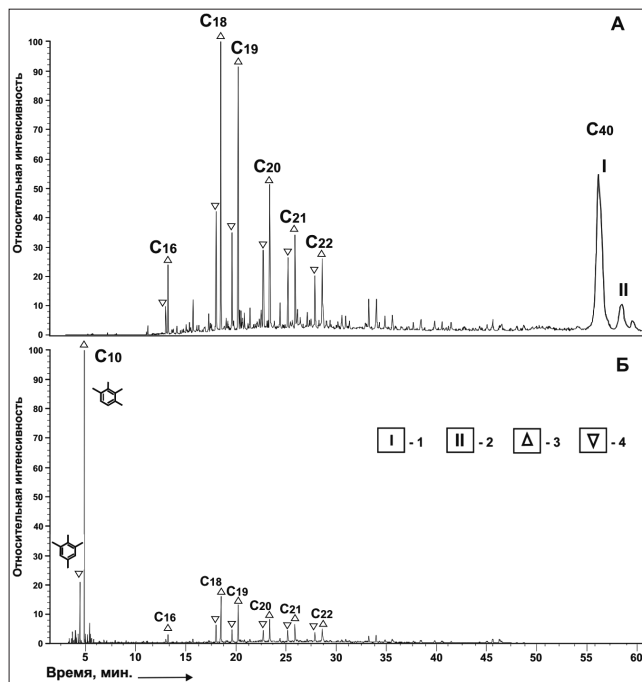 А
Относительная интенсивность
100
90
80
70
60
50
40
30
20
10
0
C16
C18
C19
C20
C21
C22
C40
I
II
Б
Относительная интенсивность
100
90
80
70
60
50
40
30
20
10
0
C10
C16
C18
C19
C20
C21
C22
I - 1
II - 2
△ - 3
▽ - 4
5 10 15 20 25 30 35 40 45 50 55 60
Время, мин.